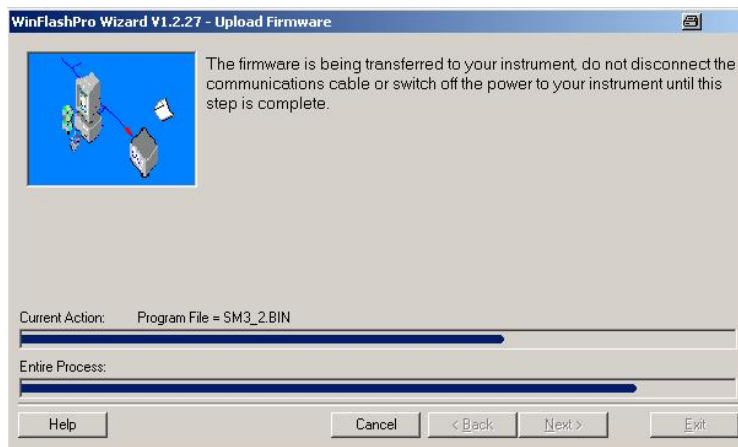 WinFlashPro Wizard V1.2.27 - Upload Firmware
The firmware is being transferred to your instrument, do not disconnect the
communications cable or switch off the power to your instrument until this
step is complete.
Current Action: Program File = SM3_2.BIN
Entire Process:
Help Cancel < Back Next > Exit